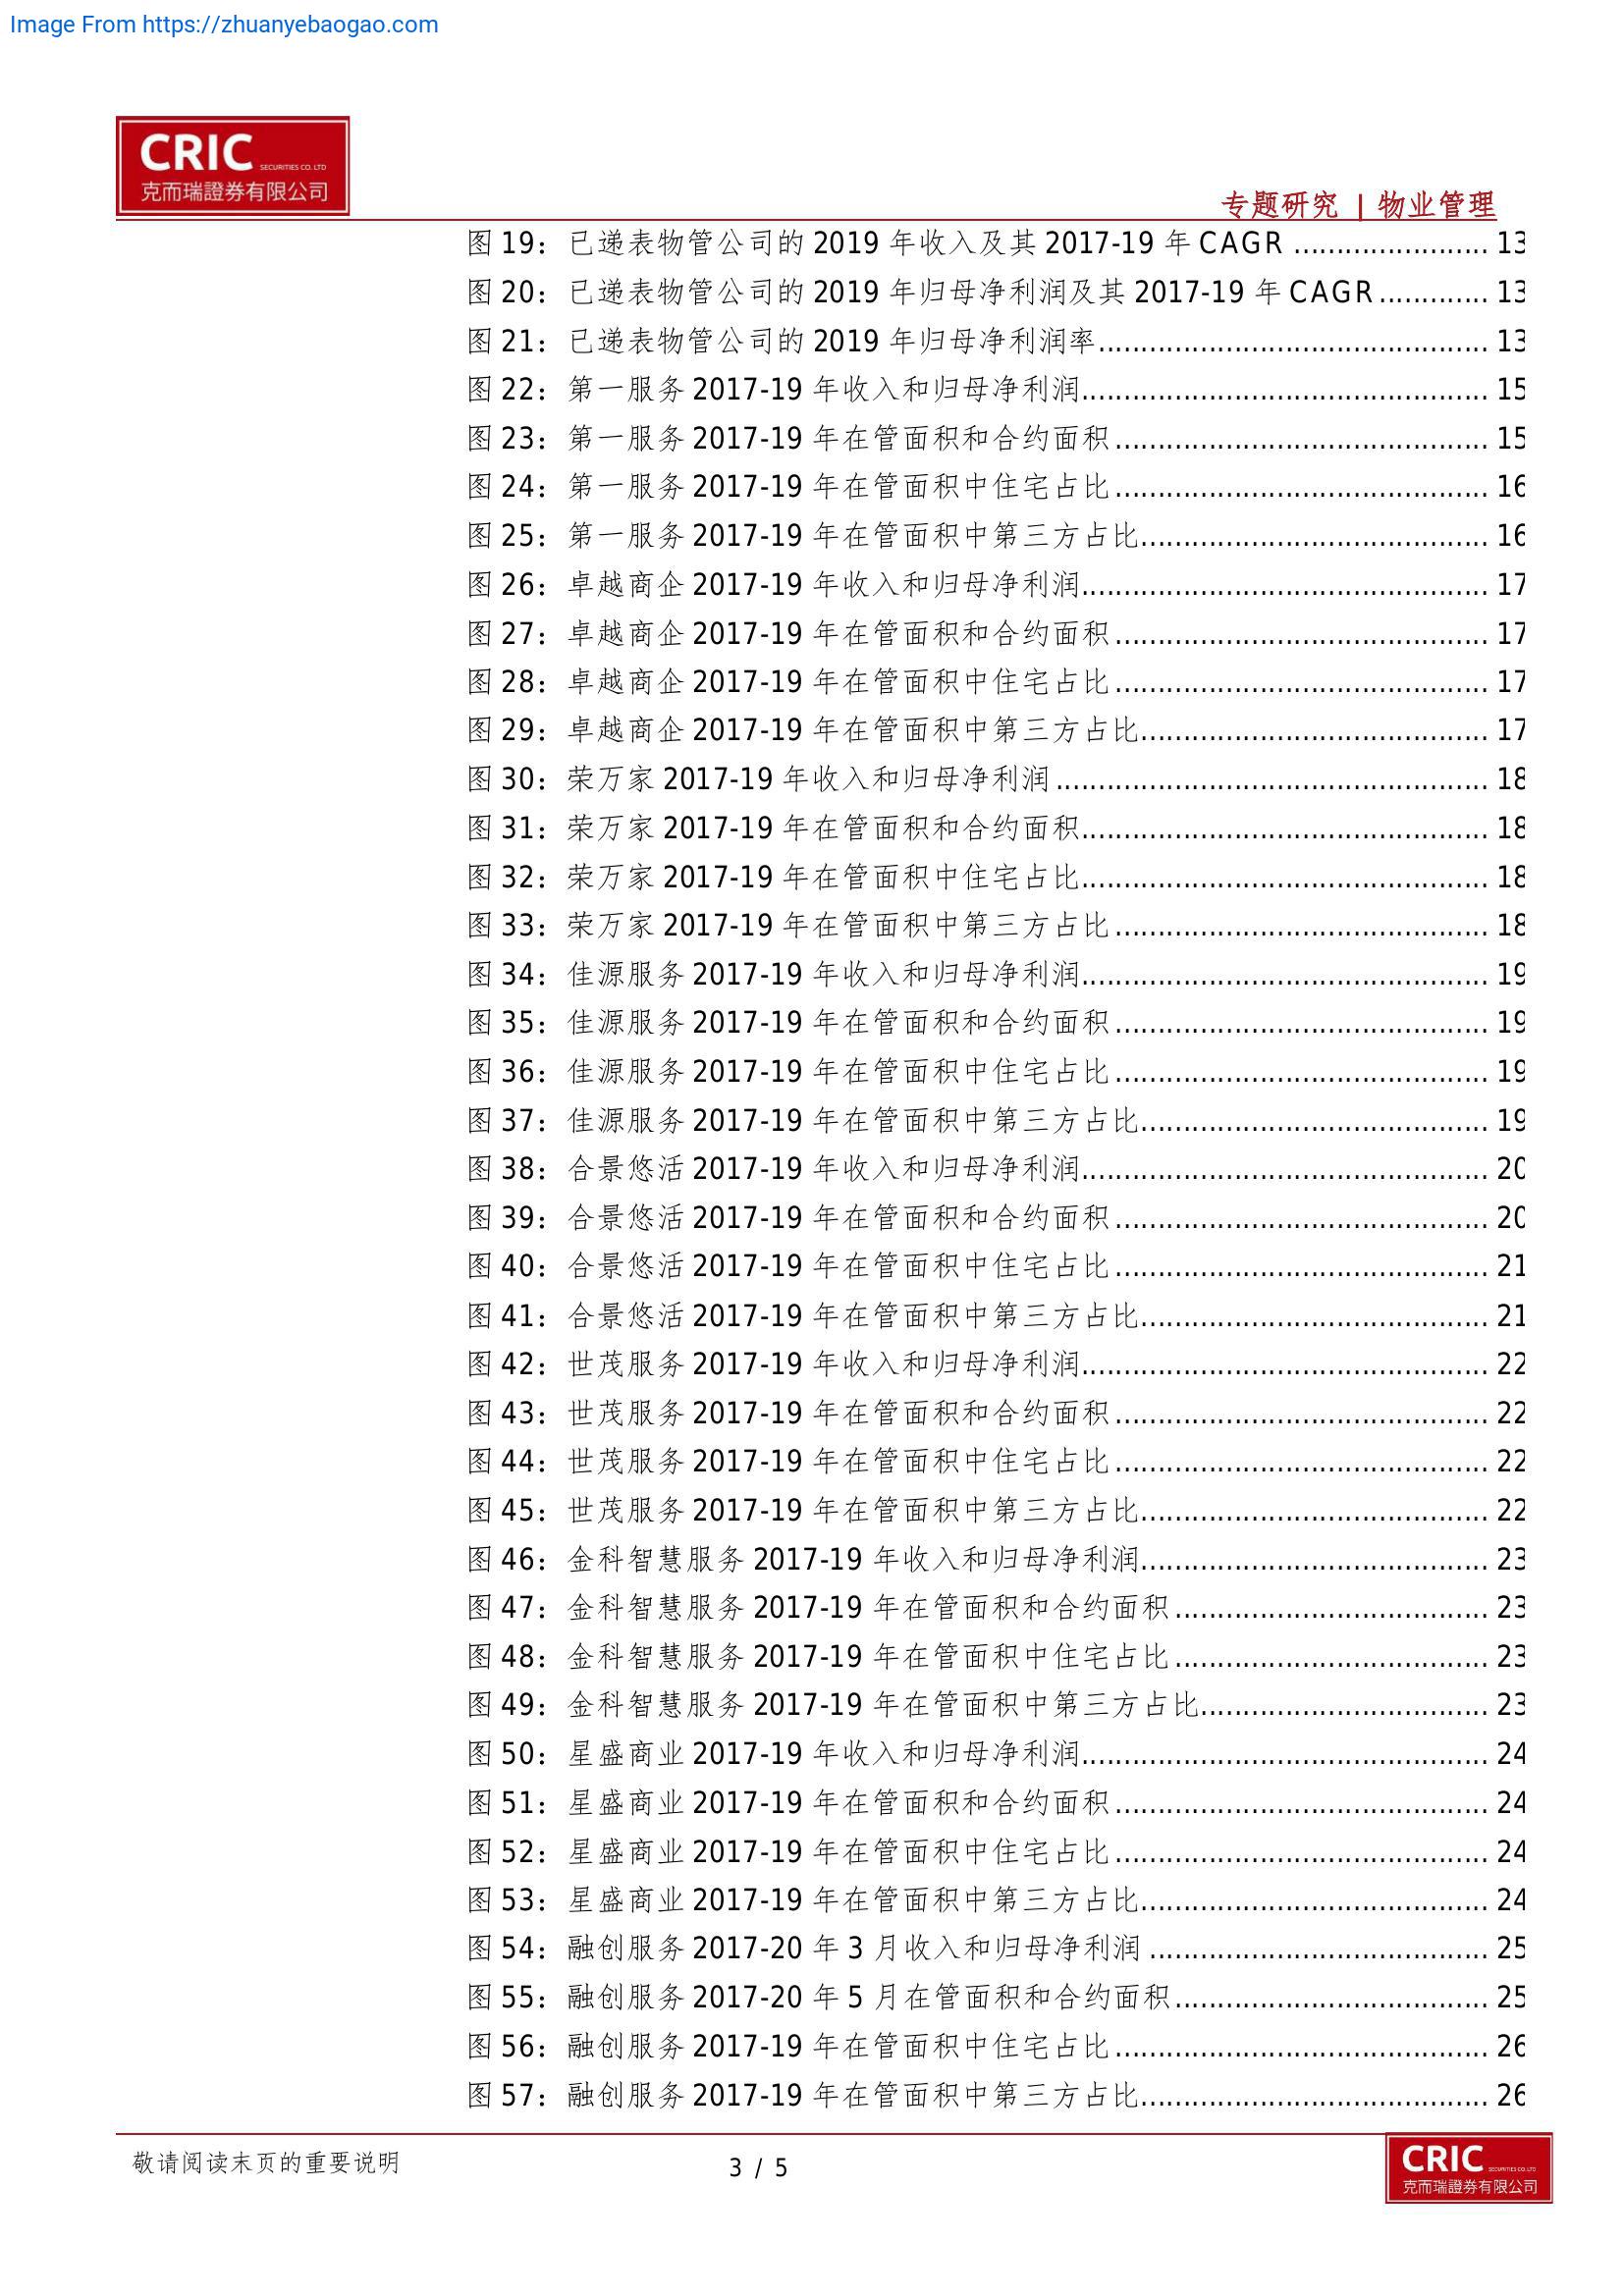 Image From https://zhuanyebaogao.com
CRIC SECURITIES CO. LTD
克而瑞證券有限公司
专题研究 | 物业管理
图 19：已递表物管公司的 2019 年收入及其 2017-19 年 CAGR ....................... 13
图 20：已递表物管公司的 2019 年归母净利润及其 2017-19 年 CAGR ............. 13
图 21：已递表物管公司的 2019 年归母净利润率.............................................. 13
图 22：第一服务 2017-19 年收入和归母净利润................................................ 15
图 23：第一服务 2017-19 年在管面积和合约面积............................................ 15
图 24：第一服务 2017-19 年在管面积中住宅占比............................................ 16
图 25：第一服务 2017-19 年在管面积中第三方占比......................................... 16
图 26：卓越商企 2017-19 年收入和归母净利润................................................ 17
图 27：卓越商企 2017-19 年在管面积和合约面积............................................ 17
图 28：卓越商企 2017-19 年在管面积中住宅占比............................................ 17
图 29：卓越商企 2017-19 年在管面积中第三方占比......................................... 17
图 30：荣万家 2017-19 年收入和归母净利润................................................... 18
图 31：荣万家 2017-19 年在管面积和合约面积................................................ 18
图 32：荣万家 2017-19 年在管面积中住宅占比................................................ 18
图 33：荣万家 2017-19 年在管面积中第三方占比............................................ 18
图 34：佳源服务 2017-19 年收入和归母净利润................................................ 19
图 35：佳源服务 2017-19 年在管面积和合约面积............................................ 19
图 36：佳源服务 2017-19 年在管面积中住宅占比............................................ 19
图 37：佳源服务 2017-19 年在管面积中第三方占比......................................... 19
图 38：合景悠活 2017-19 年收入和归母净利润................................................ 20
图 39：合景悠活 2017-19 年在管面积和合约面积............................................ 20
图 40：合景悠活 2017-19 年在管面积中住宅占比............................................ 21
图 41：合景悠活 2017-19 年在管面积中第三方占比......................................... 21
图 42：世茂服务 2017-19 年收入和归母净利润................................................ 22
图 43：世茂服务 2017-19 年在管面积和合约面积............................................ 22
图 44：世茂服务 2017-19 年在管面积中住宅占比............................................ 22
图 45：世茂服务 2017-19 年在管面积中第三方占比......................................... 22
图 46：金科智慧服务 2017-19 年收入和归母净利润......................................... 23
图 47：金科智慧服务 2017-19 年在管面积和合约面积..................................... 23
图 48：金科智慧服务 2017-19 年在管面积中住宅占比..................................... 23
图 49：金科智慧服务 2017-19 年在管面积中第三方占比.................................. 23
图 50：星盛商业 2017-19 年收入和归母净利润................................................ 24
图 51：星盛商业 2017-19 年在管面积和合约面积............................................ 24
图 52：星盛商业 2017-19 年在管面积中住宅占比............................................ 24
图 53：星盛商业 2017-19 年在管面积中第三方占比......................................... 24
图 54：融创服务 2017-20 年 3 月收入和归母净利润........................................ 25
图 55：融创服务 2017-20 年 5 月在管面积和合约面积..................................... 25
图 56：融创服务 2017-19 年在管面积中住宅占比............................................ 26
图 57：融创服务 2017-19 年在管面积中第三方占比......................................... 26
敬请阅读末页的重要说明
3 / 5
CRIC SECURITIES CO. LTD
克而瑞證券有限公司